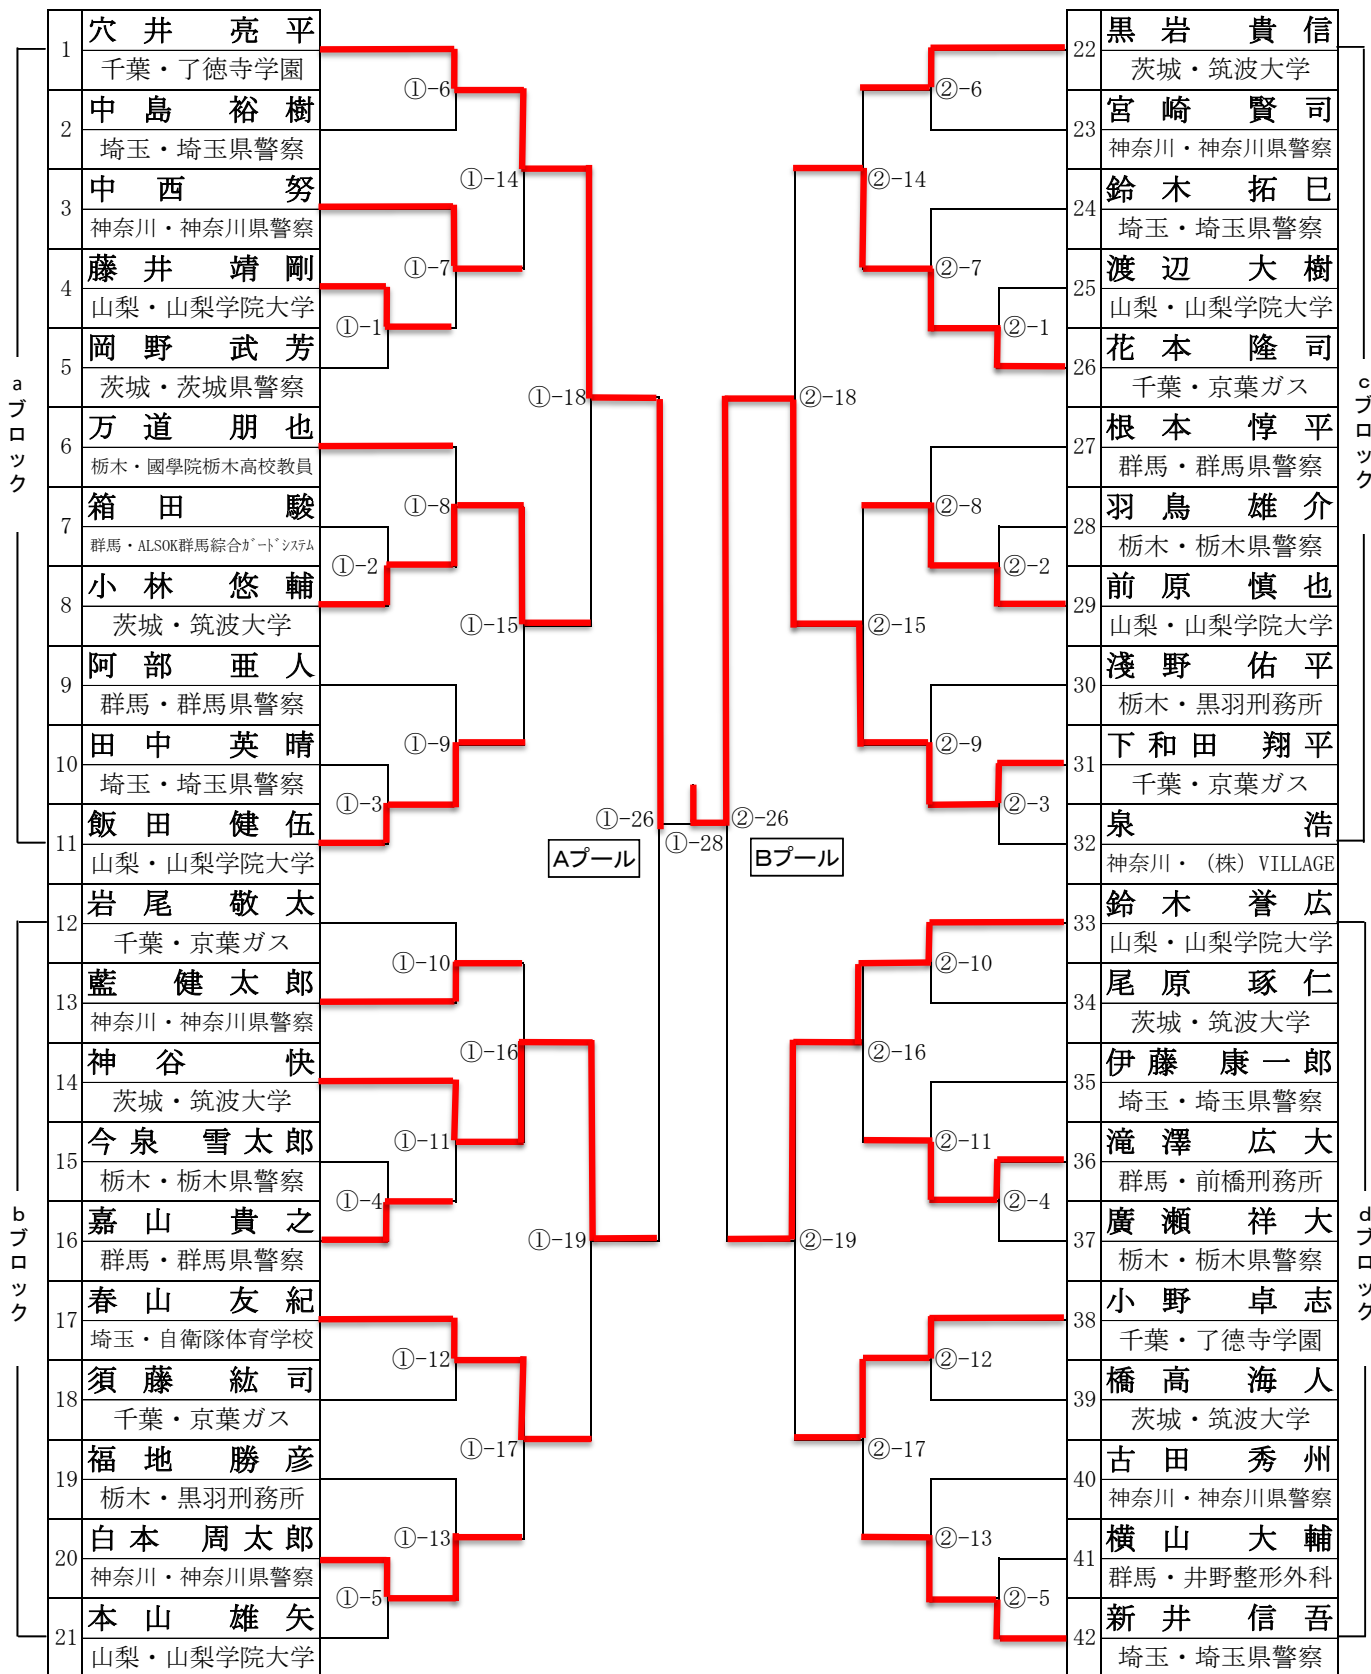 aブロック
1 穴井 亮平
千葉・了徳寺学園
2 中島 裕樹
埼玉・埼玉県警察
3 中西 努
神奈川・神奈川県警察
4 藤井 靖剛
山梨・山梨学院大学
5 岡野 武芳
茨城・茨城県警察
6 万道 朋也
栃木・國學院栃木高校教員
7 箱田 駿
群馬・ALSOK群馬綜合ｶﾞｰﾄﾞｼｽﾃﾑ
8 小林 悠輔
茨城・筑波大学
9 阿部 亜人
群馬・群馬県警察
10 田中 英晴
埼玉・埼玉県警察
11 飯田 健伍
山梨・山梨学院大学
bブロック
12 岩尾 敬太
千葉・京葉ガス
13 藍 健太郎
神奈川・神奈川県警察
14 神谷 快
茨城・筑波大学
15 今泉 雪太郎
栃木・栃木県警察
16 嘉山 貴之
群馬・群馬県警察
17 春山 友紀
埼玉・自衛隊体育学校
18 須藤 紘司
千葉・京葉ガス
19 福地 勝彦
栃木・黒羽刑務所
20 白本 周太郎
神奈川・神奈川県警察
21 本山 雄矢
山梨・山梨学院大学
①-6
①-14
①-7
①-1
①-18
①-8
①-2
①-15
①-9
①-3
①-26
Aプール
①-28
①-10
①-16
①-11
①-4
①-19
①-12
①-17
①-13
①-5
②-6
②-14
②-7
②-1
②-18
②-8
②-2
②-15
②-9
②-3
②-26
Bプール
②-10
②-16
②-11
②-4
②-19
②-12
②-17
②-13
②-5
cブロック
22 黒岩 貴信
茨城・筑波大学
23 宮崎 賢司
神奈川・神奈川県警察
24 鈴木 拓巳
埼玉・埼玉県警察
25 渡辺 大樹
山梨・山梨学院大学
26 花本 隆司
千葉・京葉ガス
27 根本 惇平
群馬・群馬県警察
28 羽鳥 雄介
栃木・栃木県警察
29 前原 慎也
山梨・山梨学院大学
30 淺野 佑平
栃木・黒羽刑務所
31 下和田 翔平
千葉・京葉ガス
32 泉 浩
神奈川・（株）VILLAGE
dブロック
33 鈴木 誉広
山梨・山梨学院大学
34 尾原 琢仁
茨城・筑波大学
35 伊藤 康一郎
埼玉・埼玉県警察
36 滝澤 広大
群馬・前橋刑務所
37 廣瀬 祥大
栃木・栃木県警察
38 小野 卓志
千葉・了徳寺学園
39 橋高 海人
茨城・筑波大学
40 古田 秀州
神奈川・神奈川県警察
41 横山 大輔
群馬・井野整形外科
42 新井 信吾
埼玉・埼玉県警察